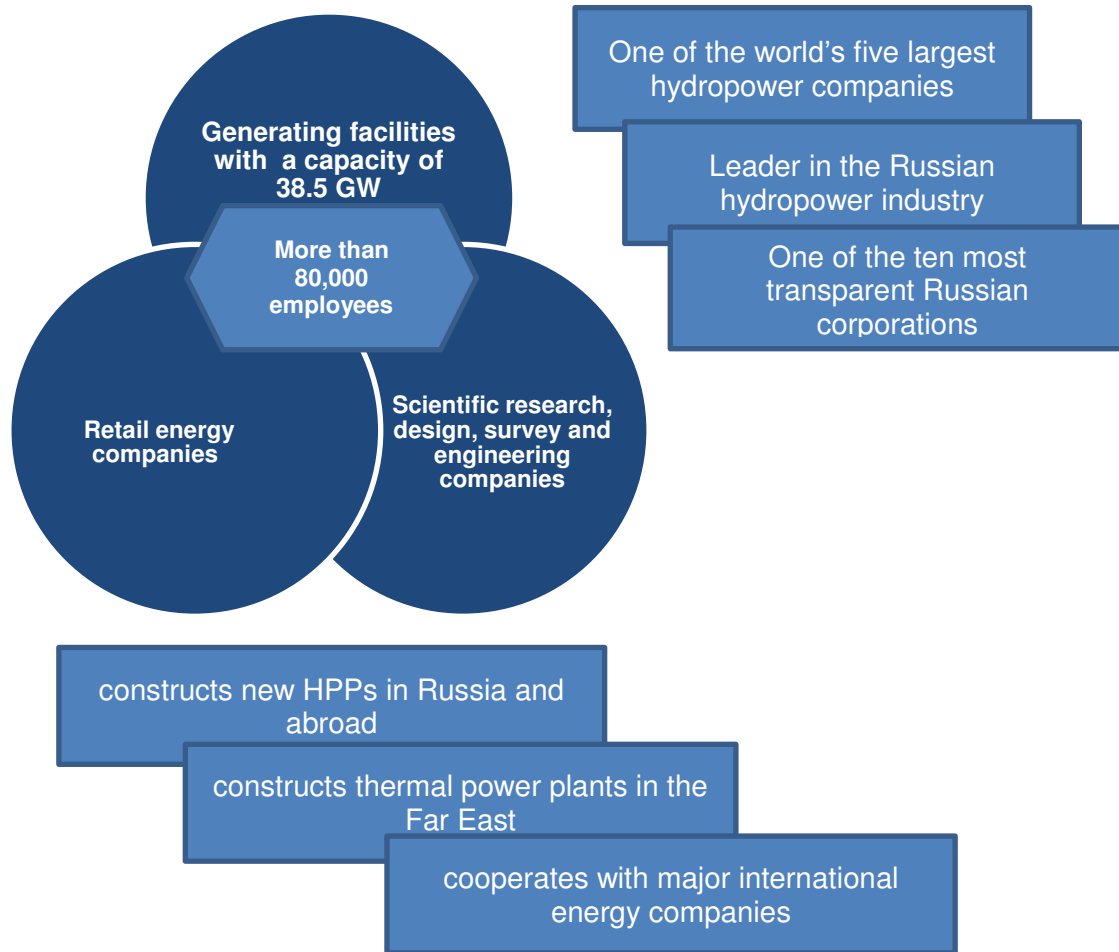 Generating facilities
with a capacity of
38.5 GW
More than
80,000
employees
Retail energy
companies
Scientific research,
design, survey and
engineering
companies
One of the world's five largest
hydropower companies
Leader in the Russian
hydropower industry
One of the ten most
transparent Russian
corporations
constructs new HPPs in Russia and
abroad
constructs thermal power plants in the
Far East
cooperates with major international
energy companies